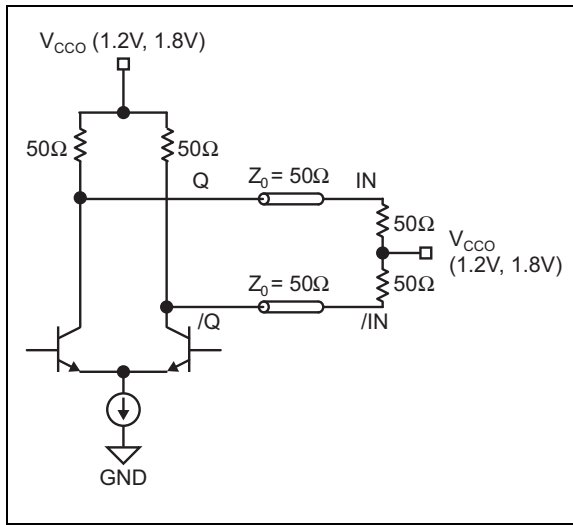 V_CCO (1.2V, 1.8V)
50Ω
50Ω
Q
Z_0 = 50Ω
IN
50Ω
V_CCO
(1.2V, 1.8V)
50Ω
Z_0 = 50Ω
/Q
/IN
GND